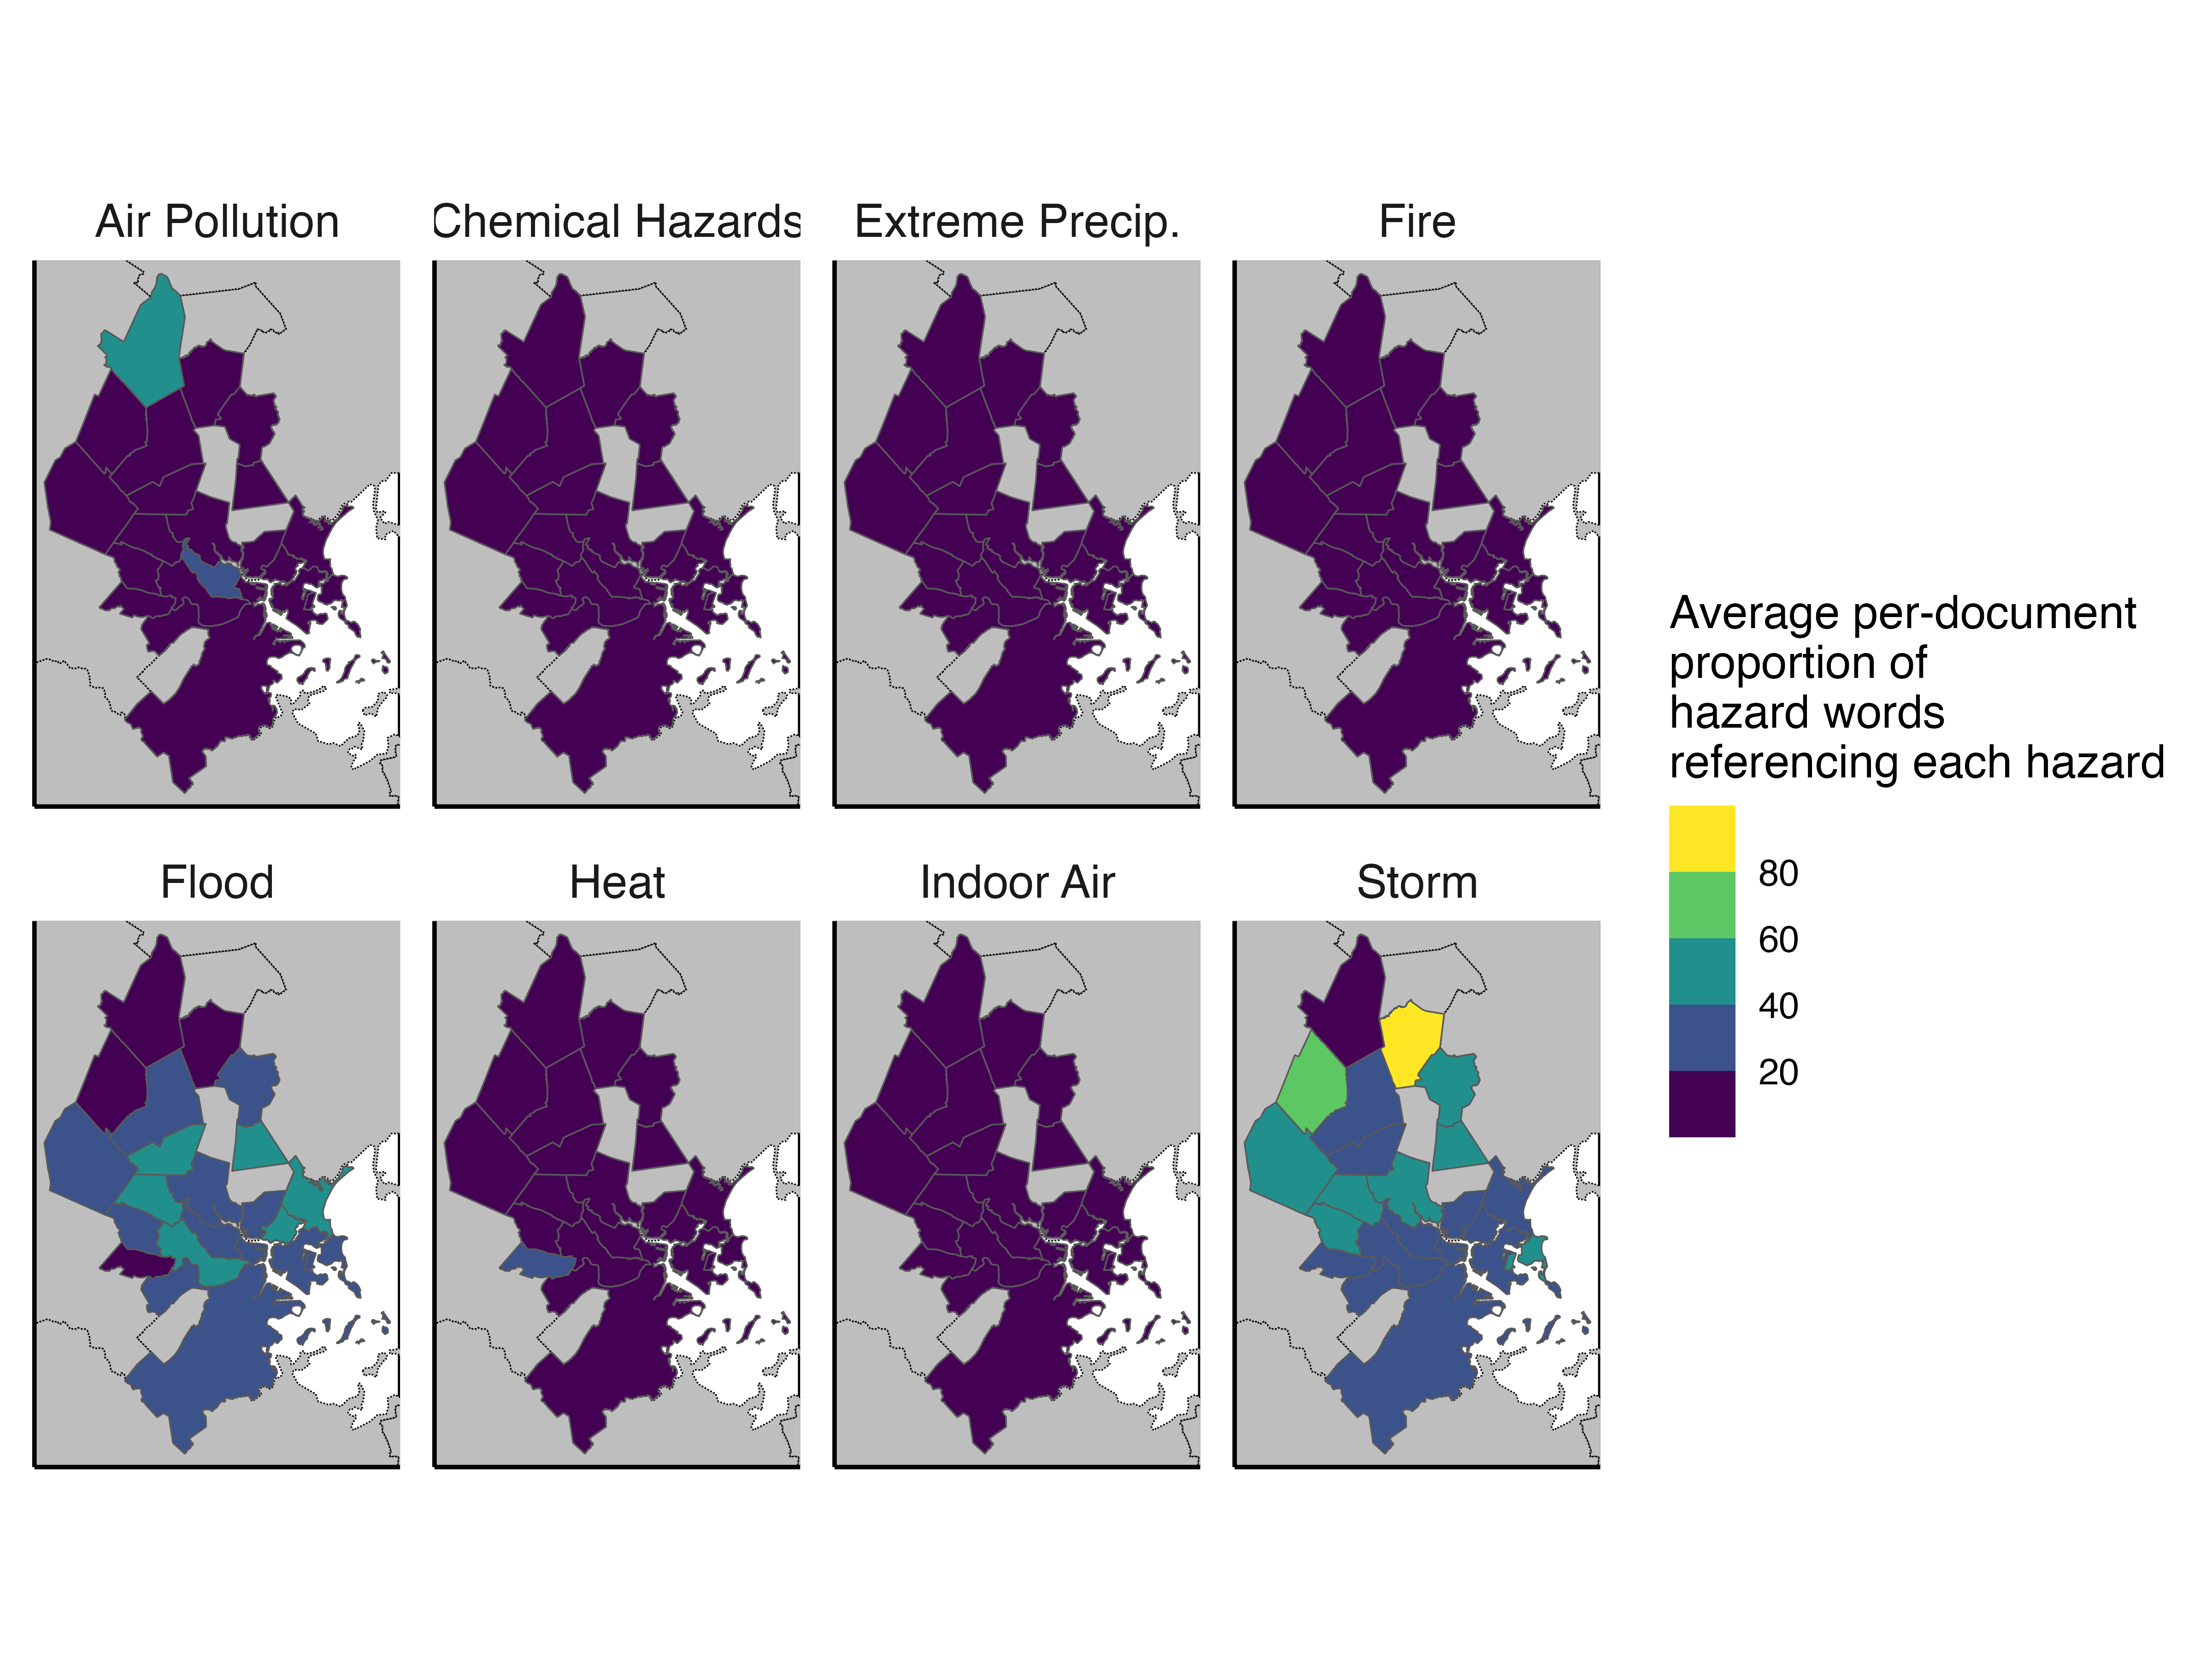 Air Pollution
Chemical Hazards
Extreme Precip.
Fire
Flood
Heat
Indoor Air
Storm
Average per-document
proportion of
hazard words
referencing each hazard
80
60
40
20